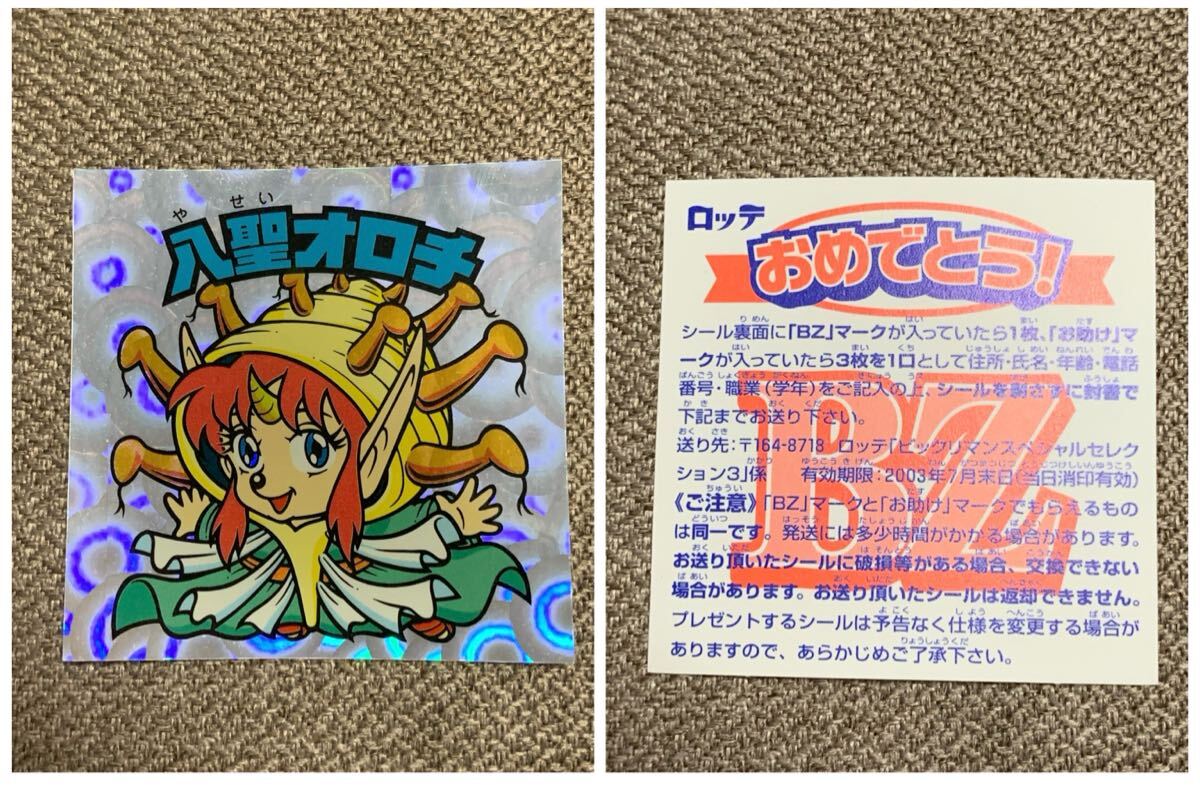 やせい
八聖オロチ
ロッテ
おめでとう!
シール裏面に「BZ」マークが入っていたら1枚、「お助け」マ
ークが入っていたら3枚を1口として住所・氏名・年齢・電話
番号・職業(学年)をご記入の上、シールを剥さずに封書で
下記までお送り下さい。
送り先:〒164-8718 ロッテ「ビックリマンスペシャルセレク
ション3」係 有効期限:2003年7月末日(当日消印有効)
《ご注意》「BZ」マークと「お助け」マークでもらえるもの
は同一です。発送には多少時間がかかる場合があります。
お送り頂いたシールに破損等がある場合、交換できない
場合があります。お送り頂いたシールは返却できません。
プレゼントするシールは予告なく仕様を変更する場合が
ありますので、あらかじめご了承下さい。
BZ